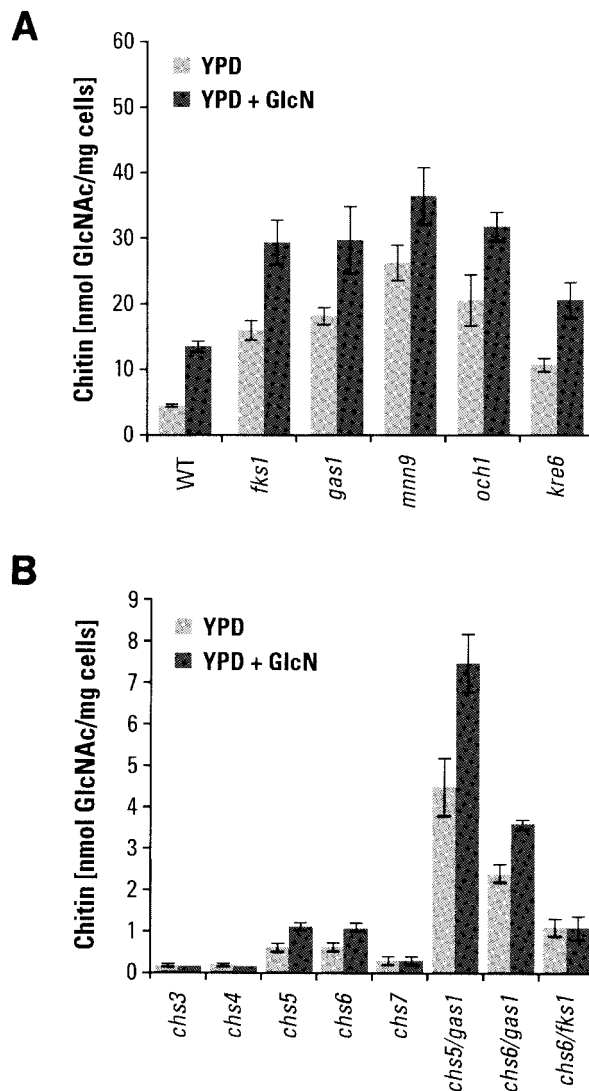 A
Chitin [nmol GlcNAc/mg cells]
60
50
40
30
20
10
0
YPD
YPD + GlcN
WT
fks1
gas1
mnn9
och1
kre6
B
Chitin [nmol GlcNAc/mg cells]
9
8
7
6
5
4
3
2
1
0
YPD
YPD + GlcN
chs3
chs4
chs5
chs6
chs7
chs5/gas1
chs6/gas1
chs6/fks1